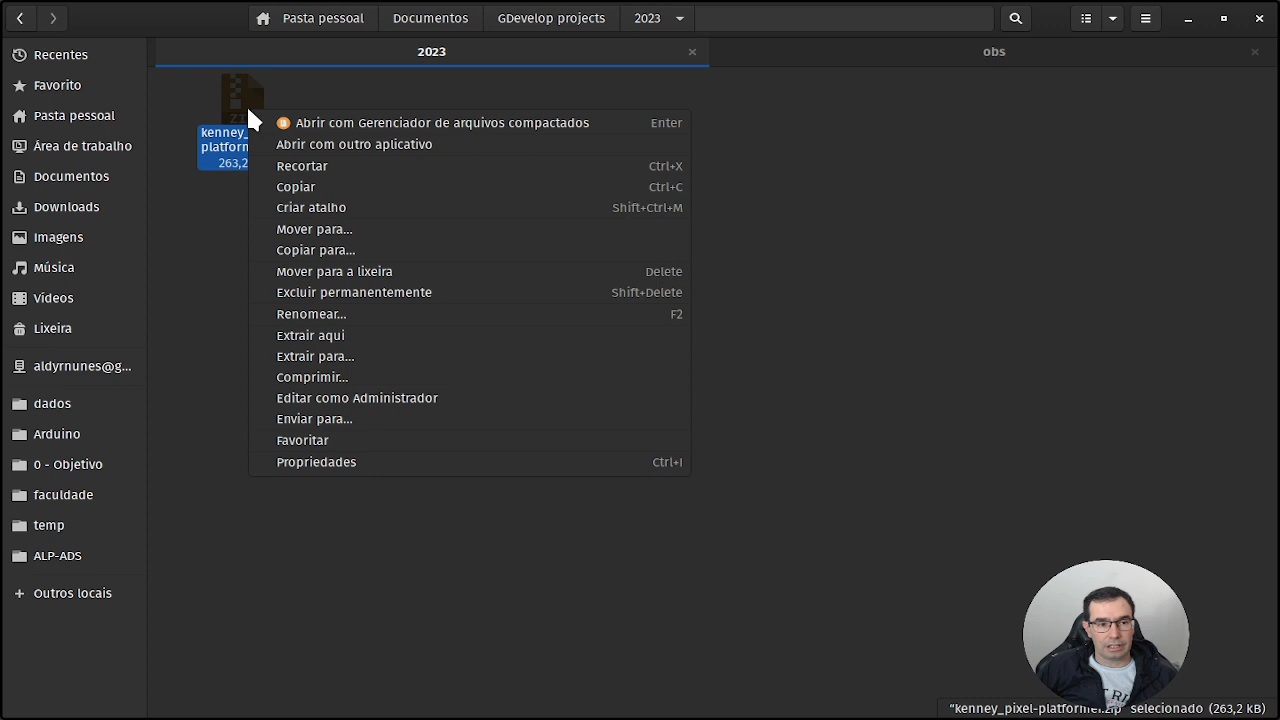 Pasta pessoal
Documentos
GDevelop projects
2023
2023
obs
Recentes
Favorito
Pasta pessoal
Área de trabalho
Documentos
Downloads
Imagens
Música
Vídeos
Lixeira
aldyrnunes@g...
dados
Arduino
0 - Objetivo
faculdade
temp
ALP-ADS
Outros locais
kenney_
platform
263,2
Abrir com Gerenciador de arquivos compactados Enter
Abrir com outro aplicativo
Recortar Ctrl+X
Copiar Ctrl+C
Criar atalho Shift+Ctrl+M
Mover para...
Copiar para...
Mover para a lixeira Delete
Excluir permanentemente Shift+Delete
Renomear... F2
Extrair aqui
Extrair para...
Comprimir...
Editar como Administrador
Enviar para...
Favoritar
Propriedades Ctrl+I
"kenney_pixel-platformer.zip" selecionado (263,2 kB)